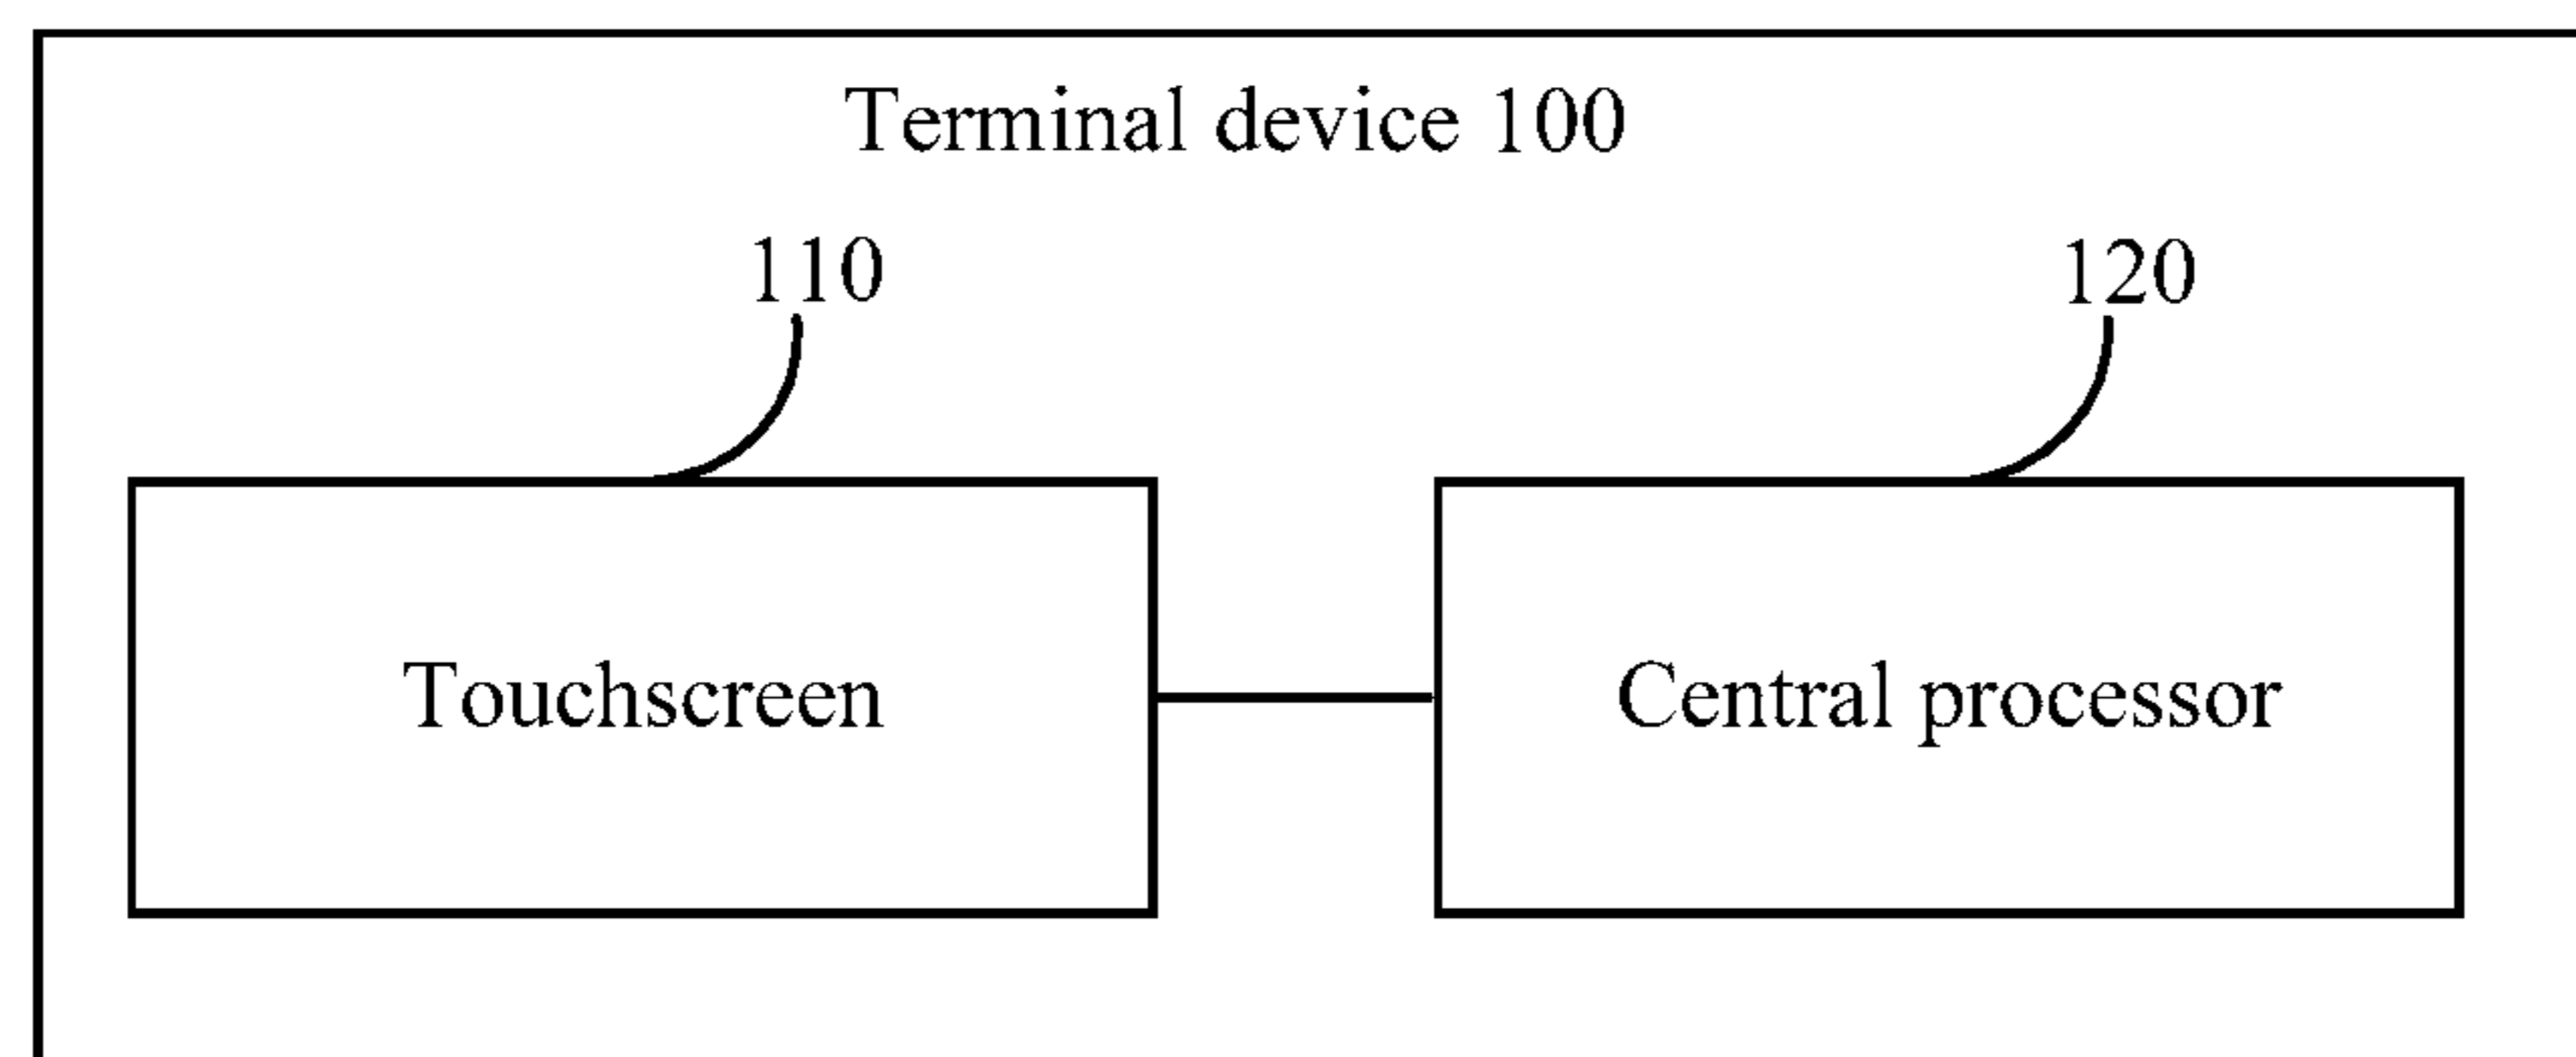 Terminal device 100
110
120
Touchscreen
Central processor